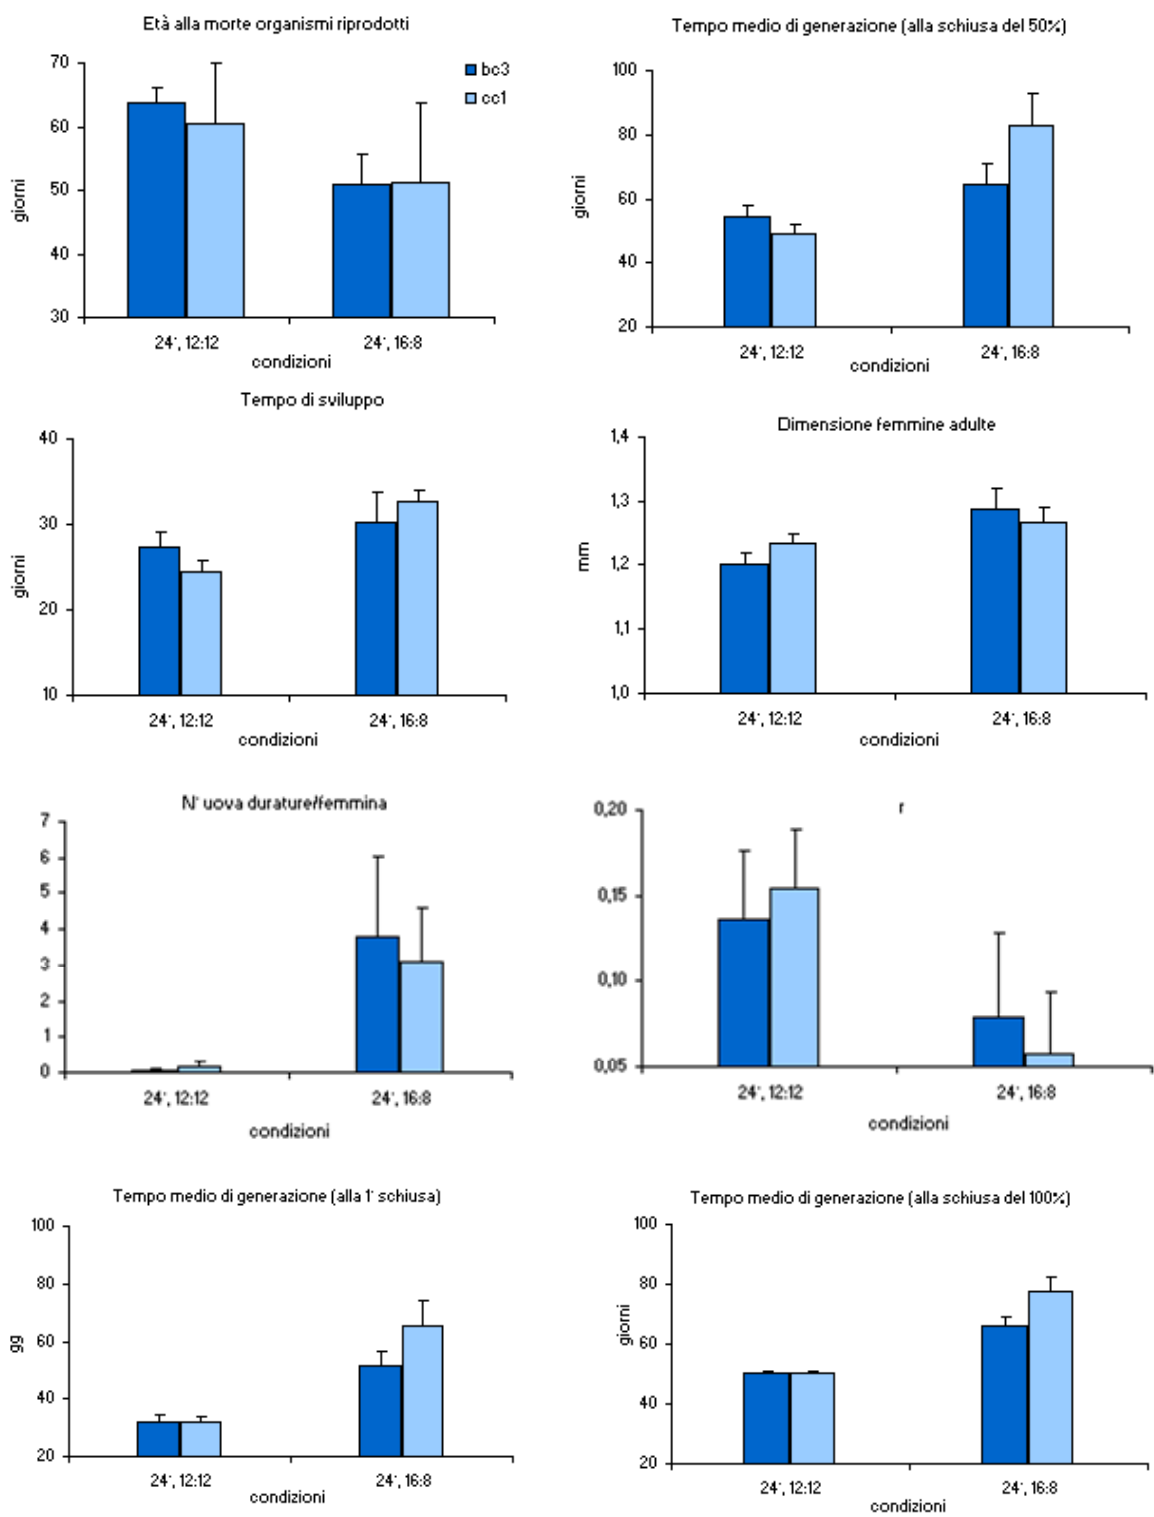 Età alla morte organismi riprodotti
70
60
50
40
30
giorni
bc3
cc1
24°, 12:12
24°, 16:8
condizioni
Tempo medio di generazione (alla schiusa del 50%)
100
80
60
40
20
giorni
24°, 12:12
24°, 16:8
condizioni
Tempo di sviluppo
40
30
20
10
giorni
24°, 12:12
24°, 16:8
condizioni
Dimensione femmine adulte
1,4
1,3
1,2
1,1
1,0
mm
24°, 12:12
24°, 16:8
condizioni
N° uova durature/femmina
7
6
5
4
3
2
1
0
24°, 12:12
24°, 16:8
condizioni
r
0,20
0,15
0,10
0,05
24°, 12:12
24°, 16:8
condizioni
Tempo medio di generazione (alla 1° schiusa)
100
80
60
40
20
gg
24°, 12:12
24°, 16:8
condizioni
Tempo medio di generazione (alla schiusa del 100%)
100
80
60
40
20
giorni
24°, 12:12
24°, 16:8
condizioni